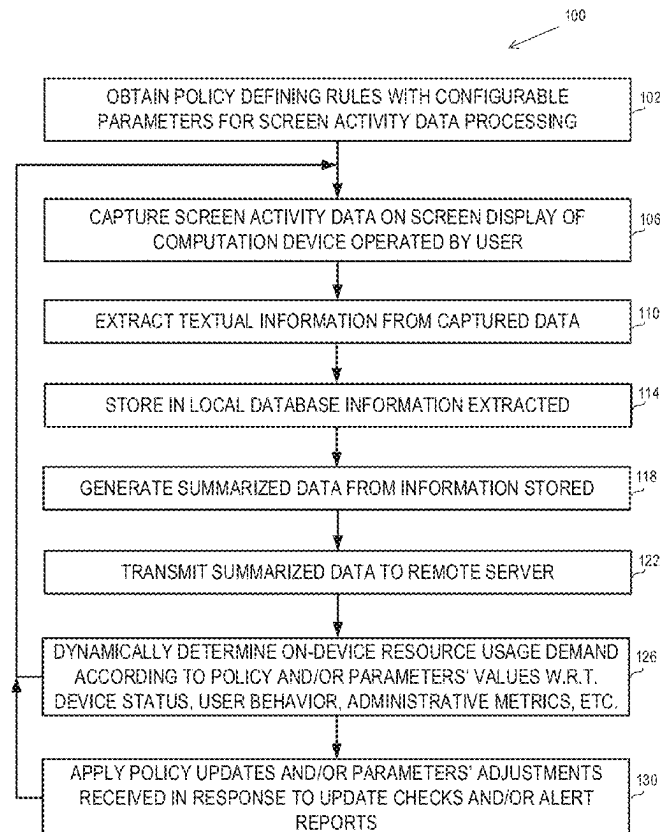 100
OBTAIN POLICY DEFINING RULES WITH CONFIGURABLE
PARAMETERS FOR SCREEN ACTIVITY DATA PROCESSING
102
CAPTURE SCREEN ACTIVITY DATA ON SCREEN DISPLAY OF
COMPUTATION DEVICE OPERATED BY USER
106
EXTRACT TEXTUAL INFORMATION FROM CAPTURED DATA
110
STORE IN LOCAL DATABASE INFORMATION EXTRACTED
114
GENERATE SUMMARIZED DATA FROM INFORMATION STORED
118
TRANSMIT SUMMARIZED DATA TO REMOTE SERVER
122
DYNAMICALLY DETERMINE ON-DEVICE RESOURCE USAGE DEMAND
ACCORDING TO POLICY AND/OR PARAMETERS' VALUES W.R.T.
DEVICE STATUS, USER BEHAVIOR, ADMINISTRATIVE METRICS, ETC.
126
APPLY POLICY UPDATES AND/OR PARAMETERS' ADJUSTMENTS
RECEIVED IN RESPONSE TO UPDATE CHECKS AND/OR ALERT
REPORTS
130